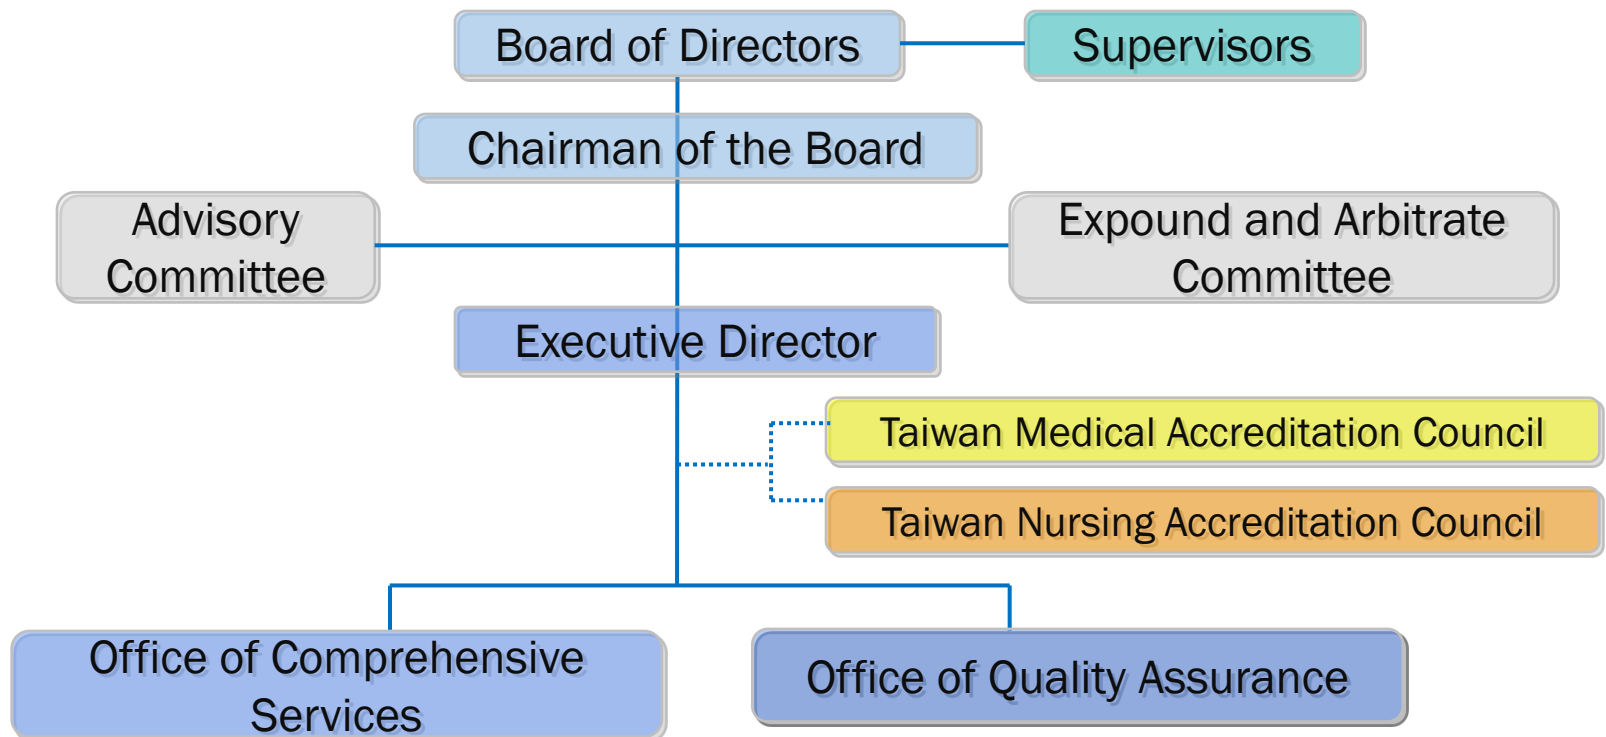 Board of Directors
Supervisors
Chairman of the Board
Advisory
Committee
Expound and Arbitrate
Committee
Executive Director
Taiwan Medical Accreditation Council
Taiwan Nursing Accreditation Council
Office of Comprehensive
Services
Office of Quality Assurance